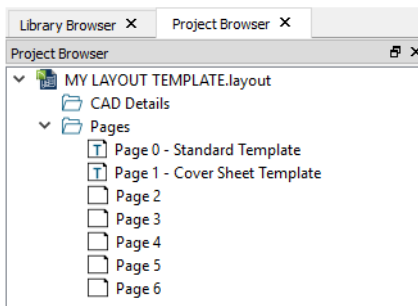 Library Browser X Project Browser X
Project Browser
MY LAYOUT TEMPLATE.layout
CAD Details
Pages
T Page 0 - Standard Template
T Page 1 - Cover Sheet Template
Page 2
Page 3
Page 4
Page 5
Page 6